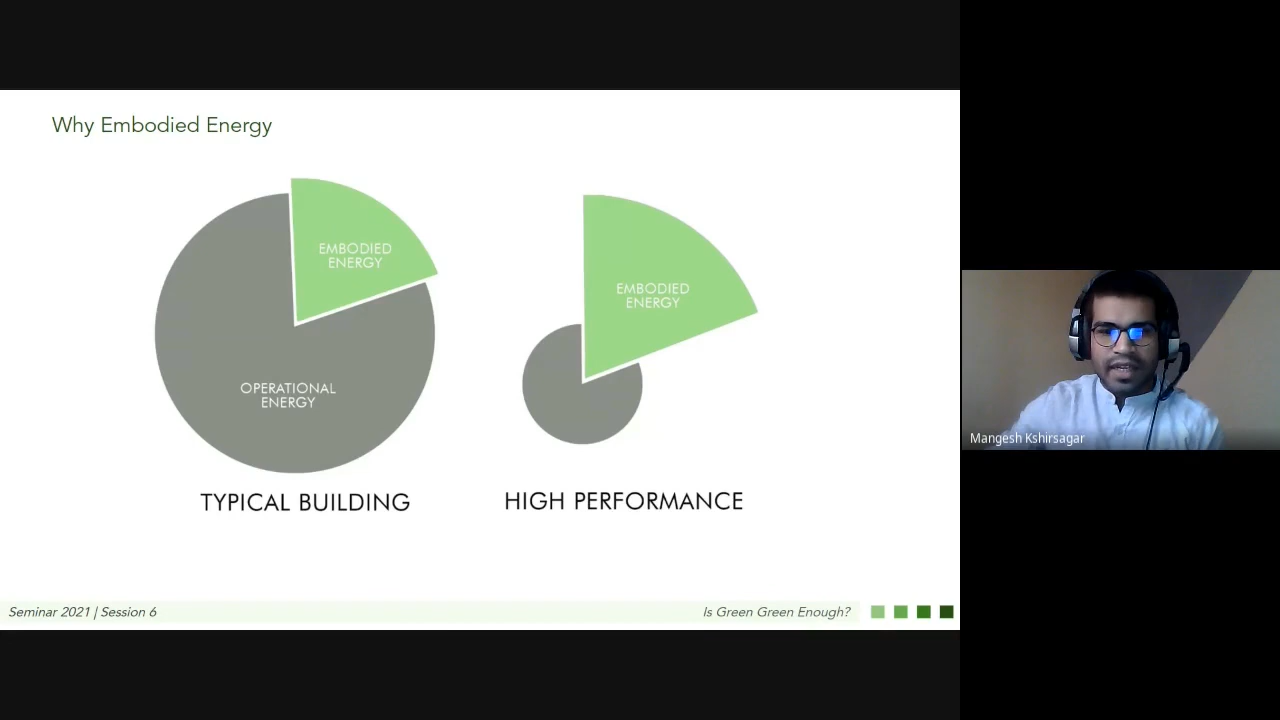 Why Embodied Energy
EMBODIED
ENERGY
OPERATIONAL
ENERGY
TYPICAL BUILDING
EMBODIED
ENERGY
HIGH PERFORMANCE
Seminar 2021 | Session 6
Is Green Green Enough?
Mangesh Kshirsagar